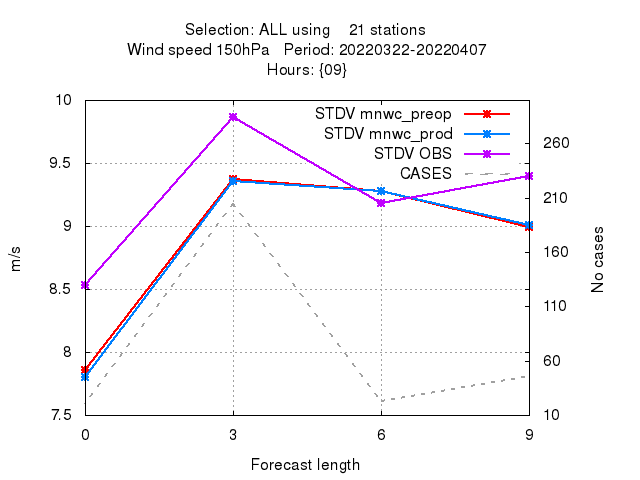 Selection: ALL using 21 stations
Wind speed 150hPa Period: 20220322-20220407
Hours: {09}
10
9.5
9
8.5
8
7.5
m/s
STDV mnwc_preop
STDV mnwc_prod
STDV OBS
CASES
260
210
160
110
60
10
No cases
0
3
6
9
Forecast length